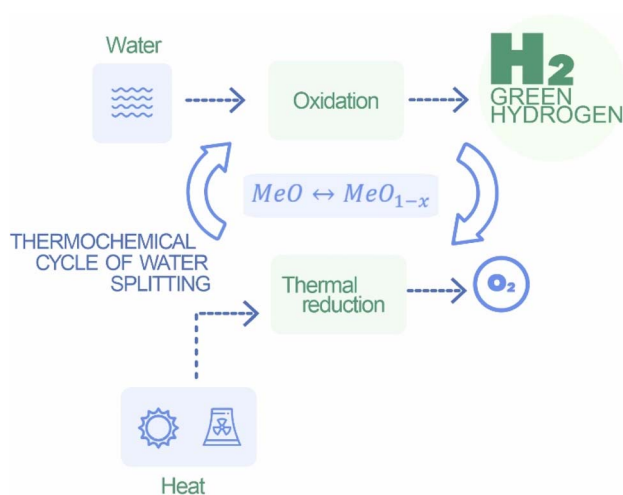 Water
H₂
GREEN
HYDROGEN
Oxidation
MeO ↔ MeO₁₋ₓ
THERMOCHEMICAL
CYCLE OF WATER
SPLITTING
Thermal
reduction
O₂
Heat